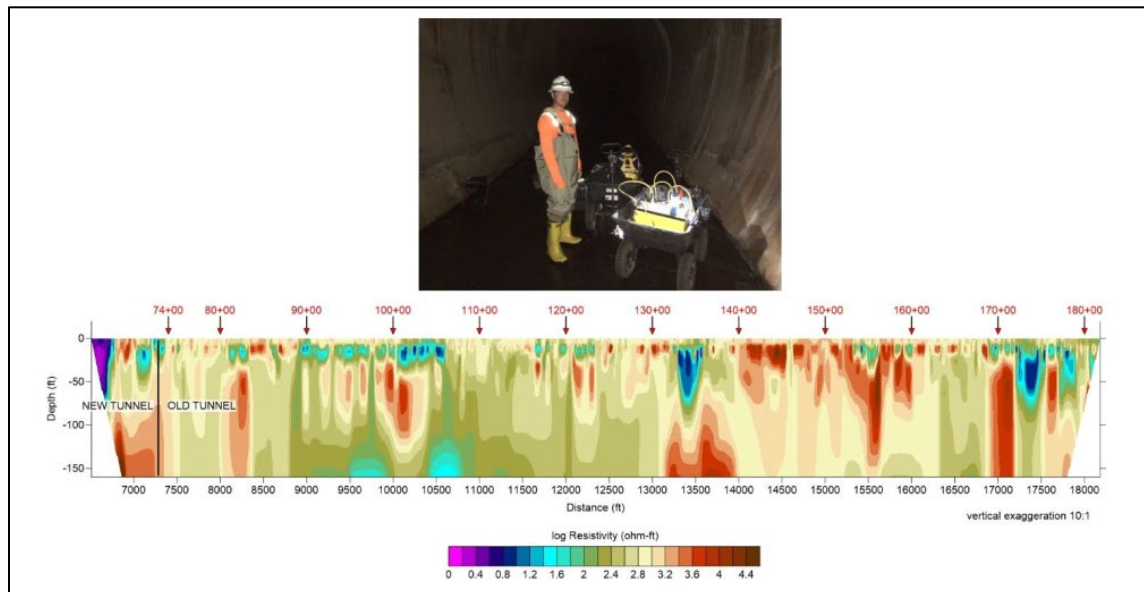 74+00 80+00 90+00 100+00 110+00 120+00 130+00 140+00 150+00 160+00 170+00 180+00
0
-50
-100
-150
Depth (ft)
NEW TUNNEL OLD TUNNEL
7000 7500 8000 8500 9000 9500 10000 10500 11000 11500 12000 12500 13000 13500 14000 14500 15000 15500 16000 16500 17000 17500 18000
Distance (ft)
vertical exaggeration 10:1
log Resistivity (ohm-ft)
0 0.4 0.8 1.2 1.6 2 2.4 2.8 3.2 3.6 4 4.4